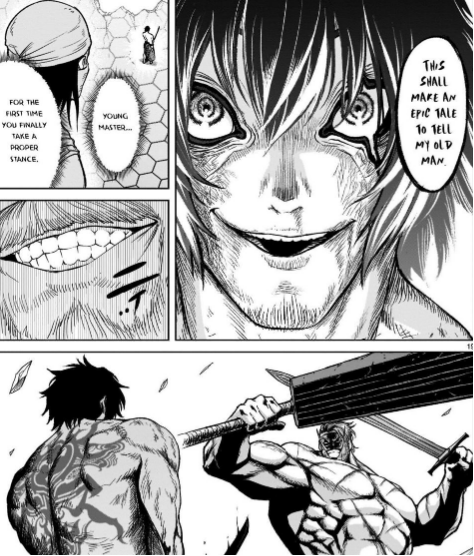 FOR THE
FIRST TIME
YOU FINALLY
TAKE A
PROPER
STANCE.
YOUNG
MASTER....
THIS
SHALL
MAKE AN
EPIC TALE
TO TELL
MY OLD
MAN.